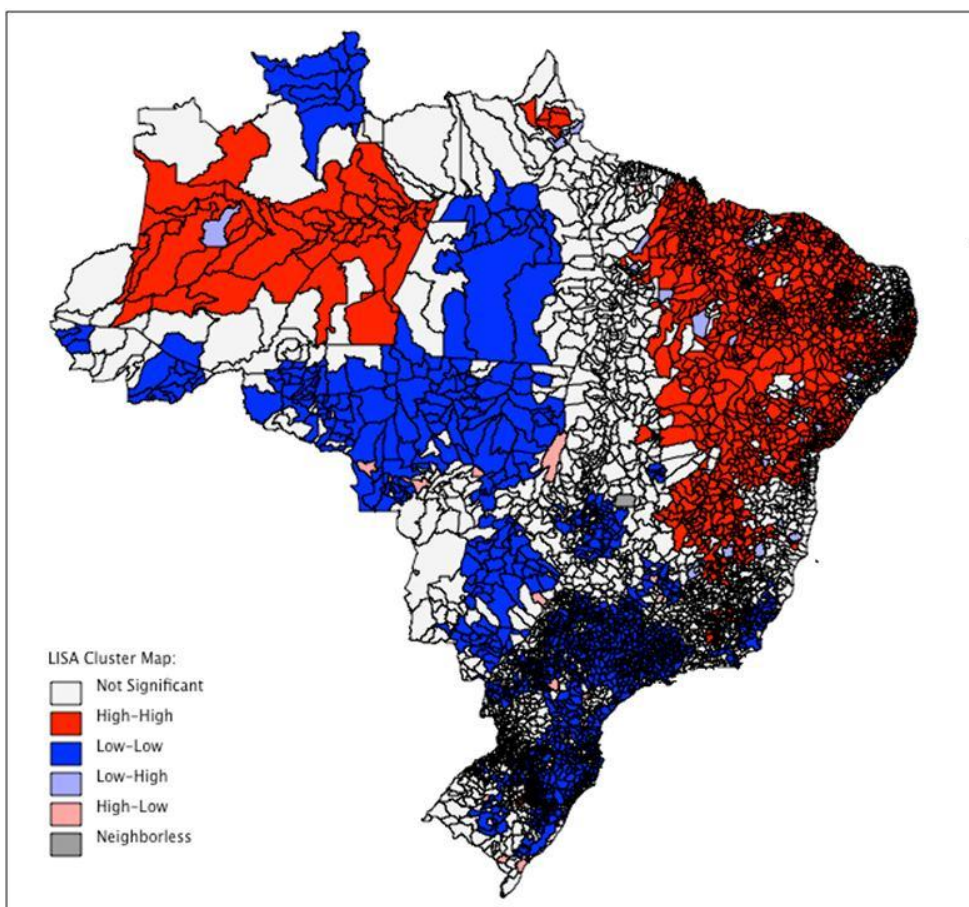 LISA Cluster Map:
Not Significant
High-High
Low-Low
Low-High
High-Low
Neighborless